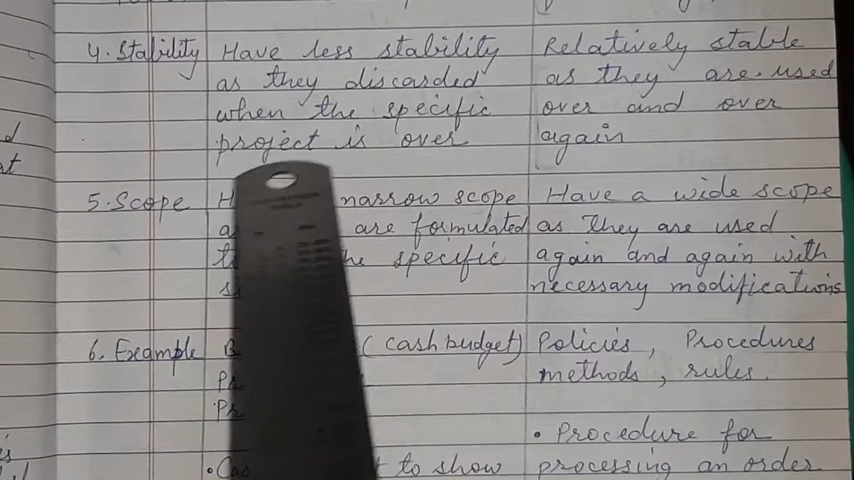 4. Stability Have less stability Relatively stable
as they discarded as they are used
when the specific over and over
project is over again
5. Scope narrow scope Have a wide scope
are formulated as They are used
specific again and again with
necessary modifications
6. Example (cash budget) Policies, Procedures
methods, rules.
• Procedure for
to show processing an order